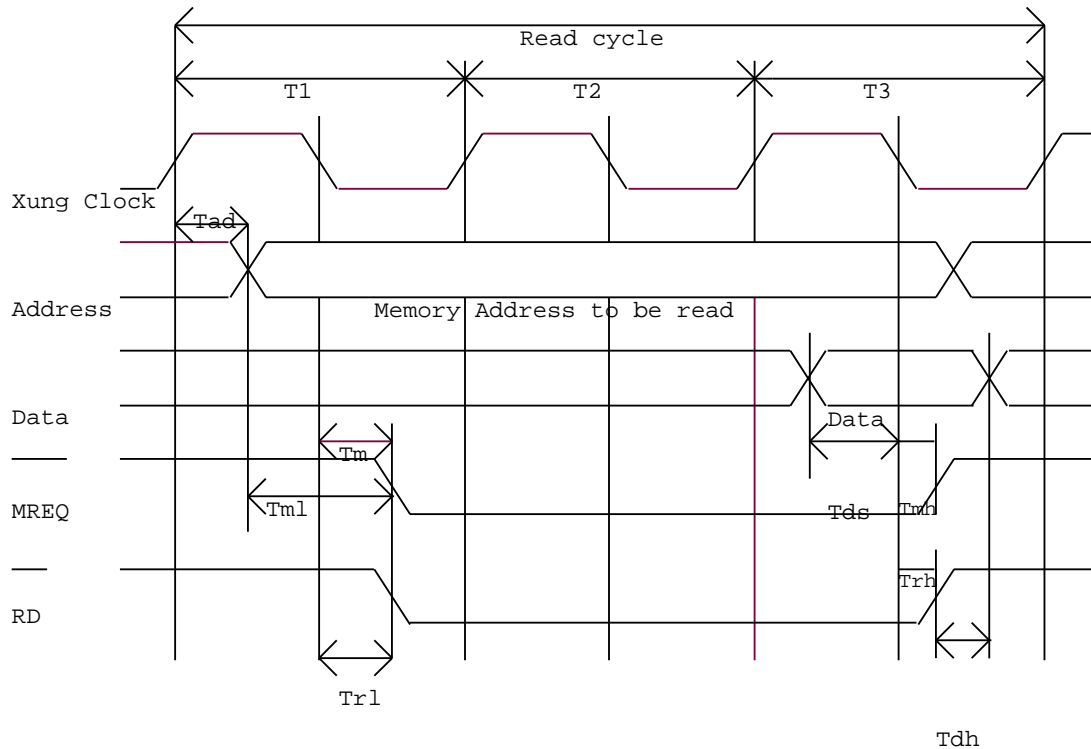 Read cycle
T1 T2 T3
Xung Clock
Tad
Address
Memory Address to be read
Data
Data
Tm
MREQ
Tml
Tds
Tmh
Trh
RD
Trl
Tdh